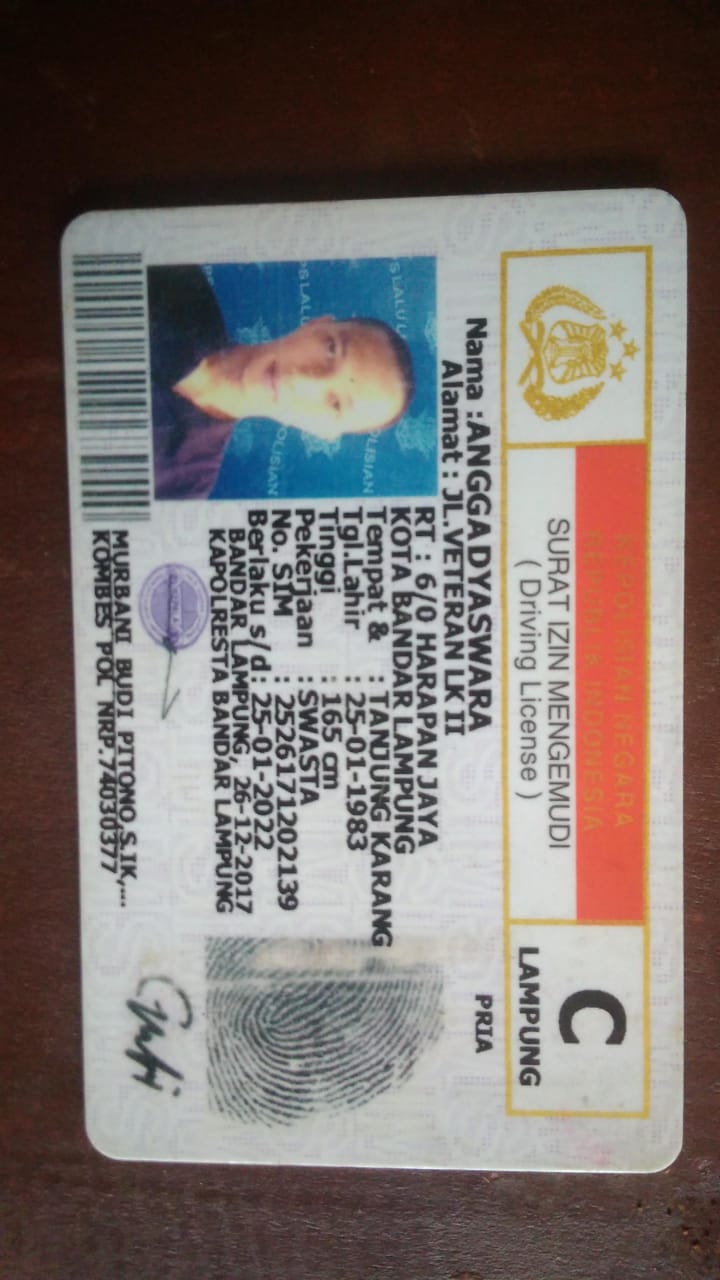 KEPOLISIAN NEGARA
REPUBLIK INDONESIA
SURAT IZIN MENGEMUDI
( Driving License )
C
LAMPUNG
Nama : ANGGA DYASWARA
PRIA
Alamat : JL.VETERAN LK II
RT : 6/0 HARAPAN JAYA
KOTA BANDAR LAMPUNG
Tempat & : TANJUNG KARANG
Tgl.Lahir : 25-01-1983
Tinggi : 165 cm
Pekerjaan : SWASTA
No. SIM : 2526171202139
Berlaku s/d : 25-01-2022
BANDAR LAMPUNG, 26-12-2017
KAPOLRESTA BANDAR LAMPUNG
MURBANI BUDI PITONO,S.IK,...
KOMBES POL NRP.74030377